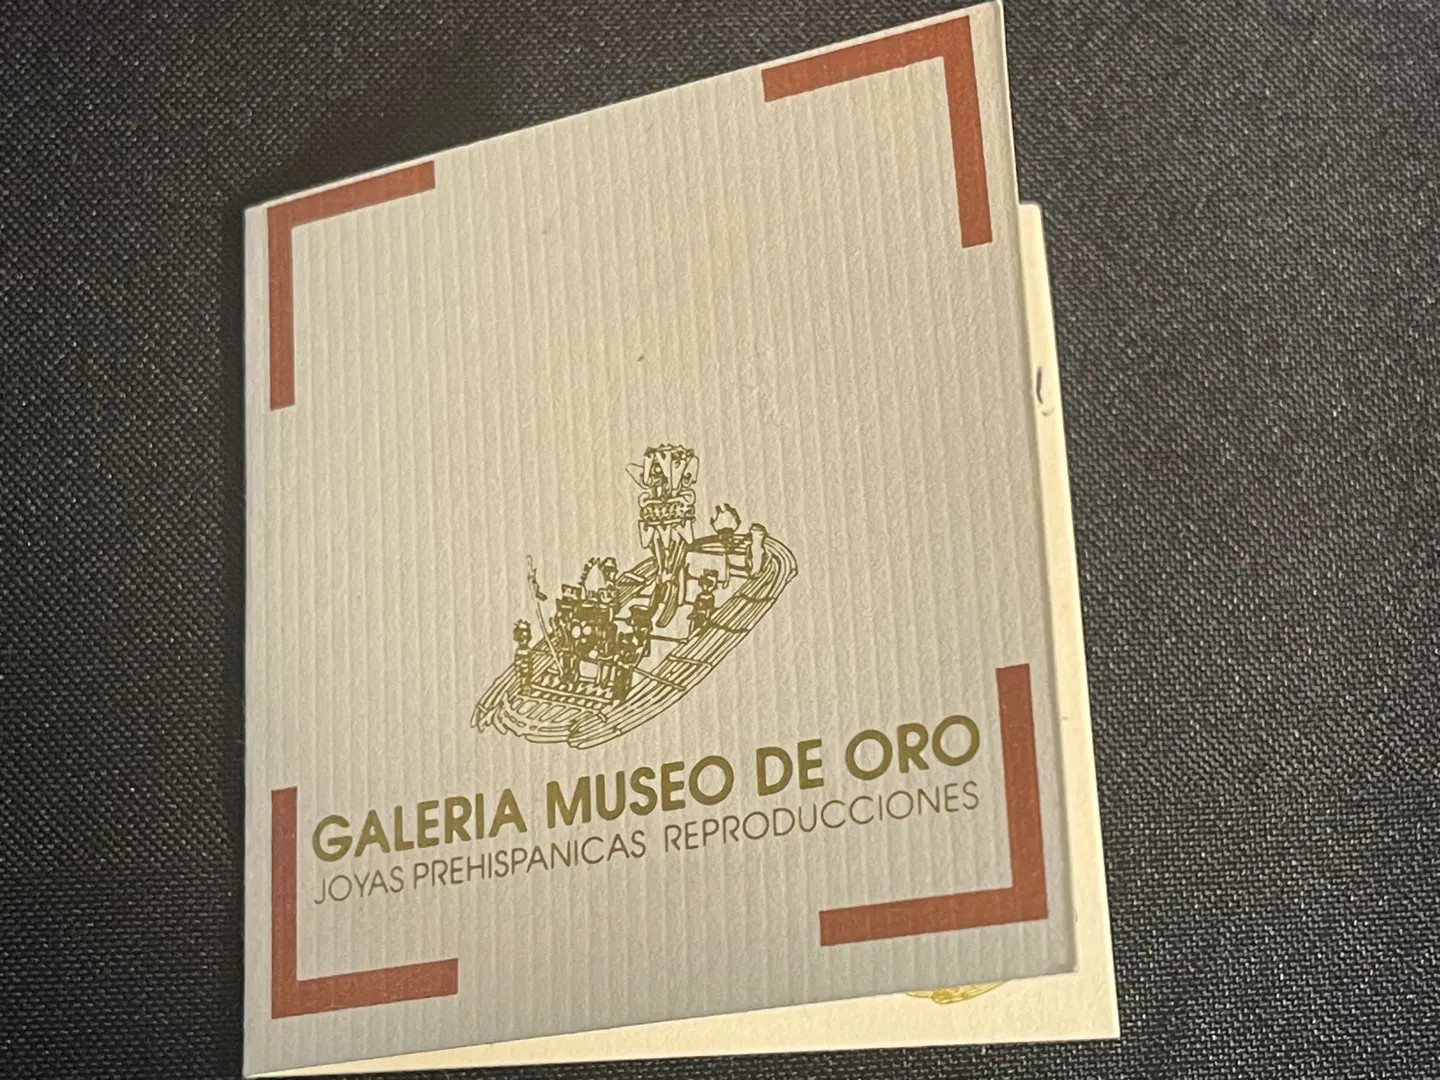 GALERIA MUSEO DE ORO
JOYAS PREHISPANICAS REPRODUCCIONES